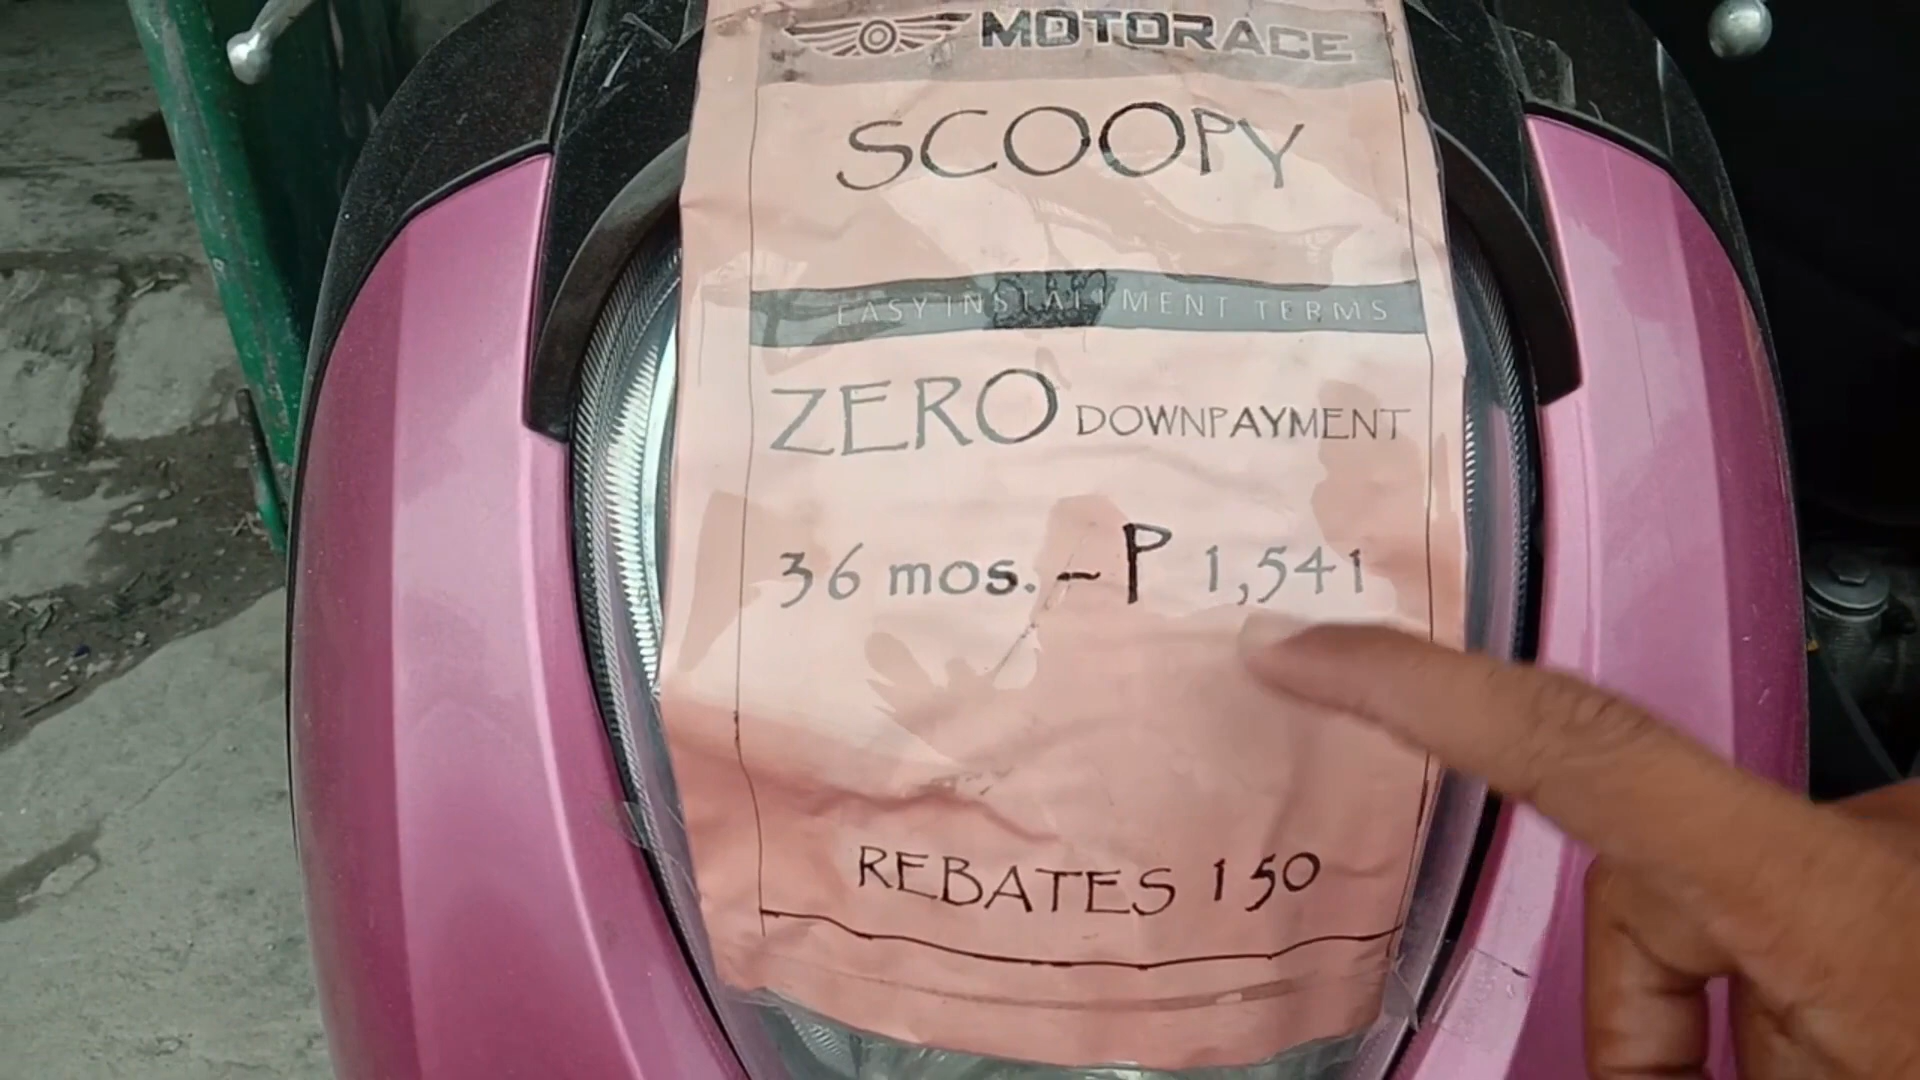 MOTORACE
SCOOPY
EASY INSTALLMENT TERMS
ZERO DOWNPAYMENT
36 mos. – P 1,541
REBATES 150